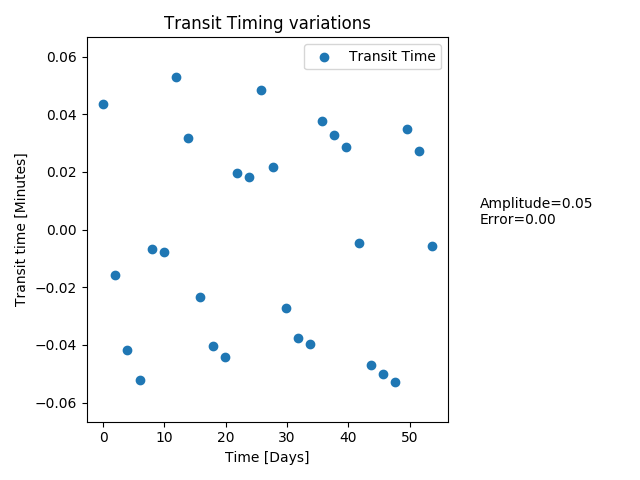 Transit Timing variations
Transit Time
Transit time [Minutes]
0.06
0.04
0.02
0.00
−0.02
−0.04
−0.06
Amplitude=0.05
Error=0.00
0 10 20 30 40 50
Time [Days]